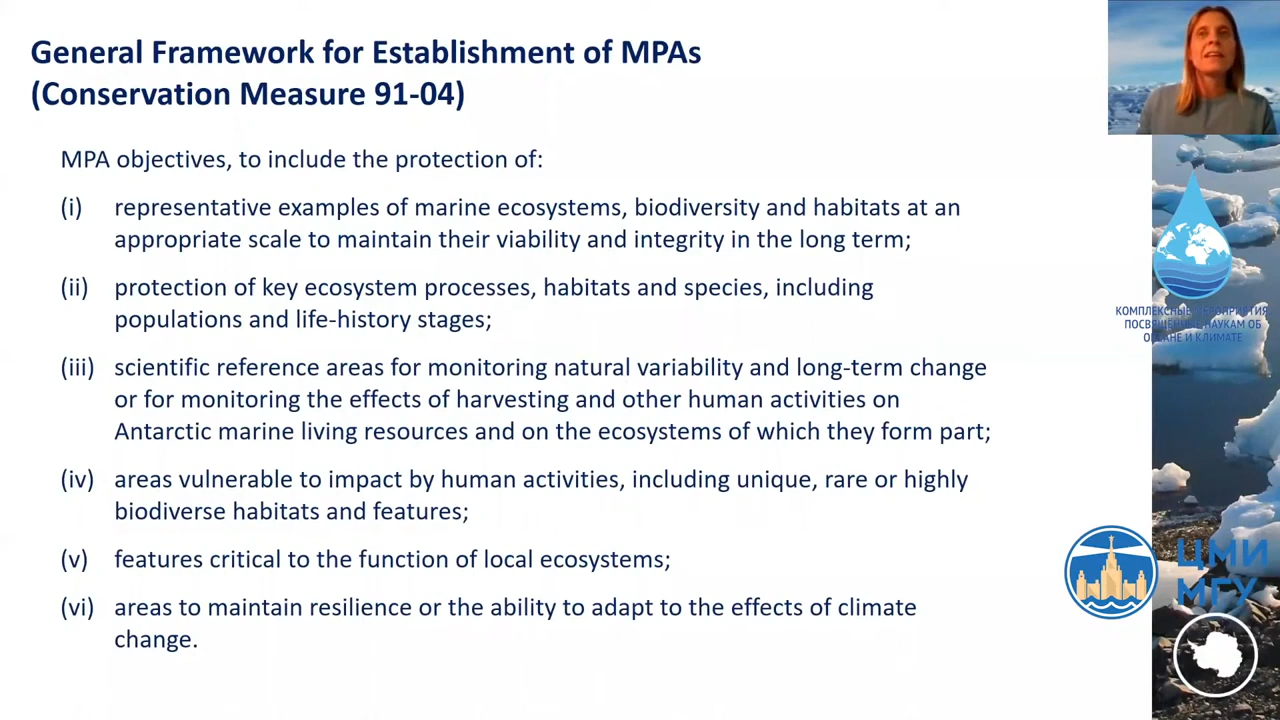 General Framework for Establishment of MPAs
(Conservation Measure 91-04)
MPA objectives, to include the protection of:
(i) representative examples of marine ecosystems, biodiversity and habitats at an
appropriate scale to maintain their viability and integrity in the long term;
(ii) protection of key ecosystem processes, habitats and species, including
populations and life-history stages;
(iii) scientific reference areas for monitoring natural variability and long-term change
or for monitoring the effects of harvesting and other human activities on
Antarctic marine living resources and on the ecosystems of which they form part;
(iv) areas vulnerable to impact by human activities, including unique, rare or highly
biodiverse habitats and features;
(v) features critical to the function of local ecosystems;
(vi) areas to maintain resilience or the ability to adapt to the effects of climate
change.
КОМПЛЕКСНЫЕ МЕРОПРИЯТИЯ
ПОСВЯЩЕННЫЕ НАУКАМ ОБ
ОКЕАНЕ И КЛИМАТЕ
ЦМИ
МГУ